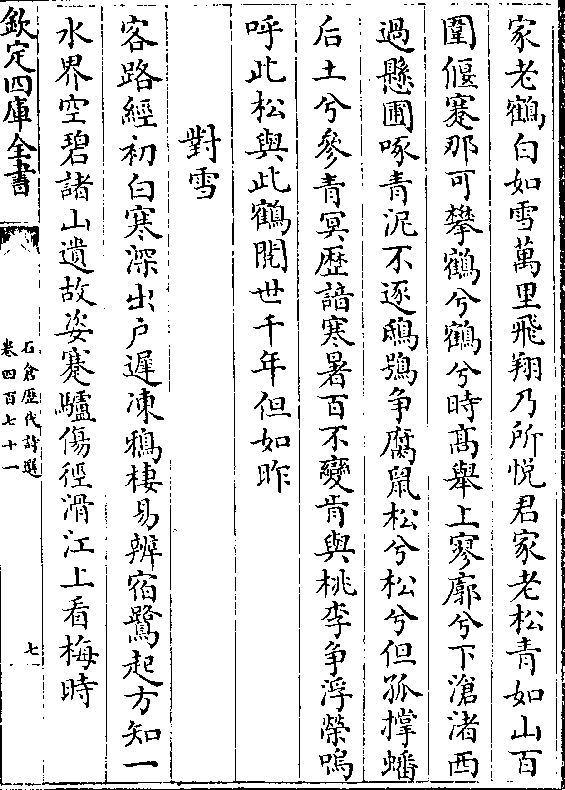 家老鶴白如雪萬里飛翔乃所悦君家老松青如山百
圍偃蹇那可攀鶴兮鶴兮時髙舉上寥廓兮下滄渚西
過懸圃啄青泥不逐鴟鴞争腐鼠松兮松兮但孤撑蟠
后土兮參青冥歴諳寒暑百不變肯與桃李争浮榮嗚
呼此松與此鶴閲世千年但如昨
對雪
客路經初白寒深出户遲凍鴉棲易辨宿鷺起方知一
水界空碧諸山遺故姿蹇驢傷徑滑江上看梅時
欽定四庫全書
石倉歴代詩選
卷四百七十一
七